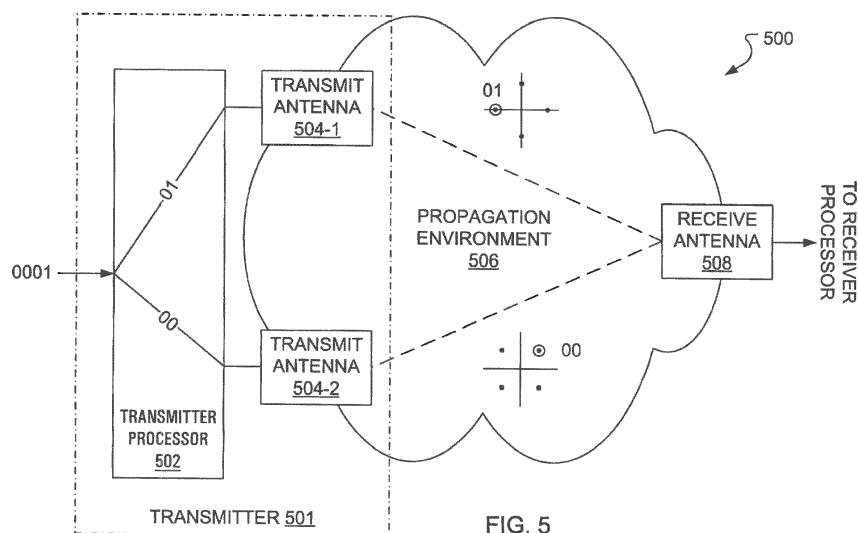 500
TRANSMIT
ANTENNA
504-1
01
01
PROPAGATION
ENVIRONMENT
506
RECEIVE
ANTENNA
508
TO RECEIVER
PROCESSOR
0001
00
TRANSMIT
ANTENNA
504-2
00
TRANSMITTER
PROCESSOR
502
TRANSMITTER 501
FIG. 5